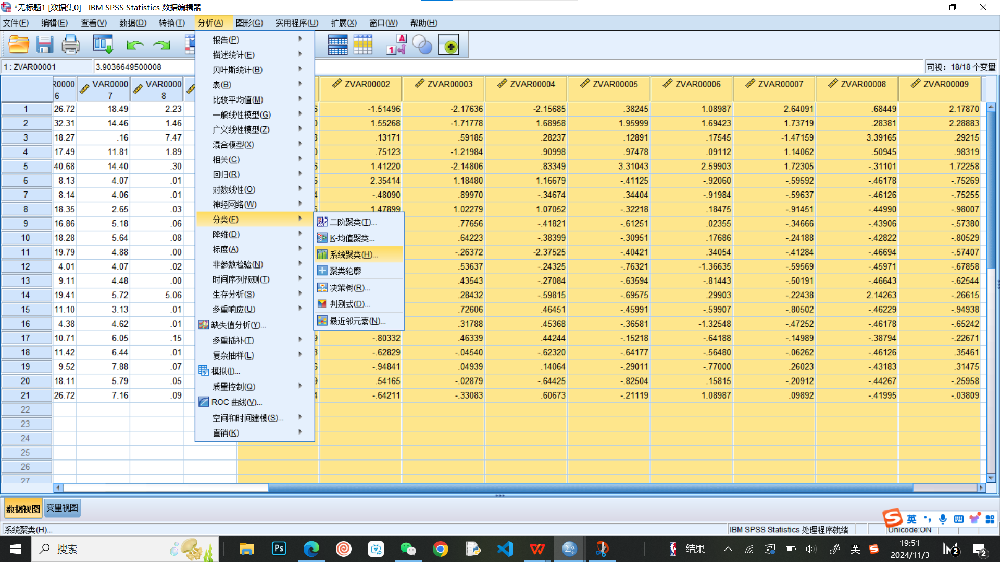 *无标题1 [数据集0] - IBM SPSS Statistics 数据编辑器
文件(F) 编辑(E) 查看(V) 数据(D) 转换(T) 分析(A) 图形(G) 实用程序(U) 扩展(X) 窗口(W) 帮助(H)
1 : ZVAR00001 3.9036649500008 可视: 18/18 个变量
R00006 VAR00007 VAR00008 ZVAR00002 ZVAR00003 ZVAR00004 ZVAR00005 ZVAR00006 ZVAR00007 ZVAR00008 ZVAR00009
1 26.72 18.49 2.23 6 -1.51496 -2.17636 -2.15685 .38245 1.08987 2.64091 .68449 2.17870
2 32.31 14.46 1.46 0 1.55268 -1.71778 1.68958 1.95999 1.69423 1.73719 .28381 2.28883
3 18.27 .16 7.47 3 .13171 .59185 .28237 .12891 .17545 -1.47159 3.39165 .29215
4 17.49 11.81 1.89 0 .75123 -1.21984 .90998 .97478 .09112 1.14062 .50945 .98319
5 40.68 14.40 .30 6 1.41220 -2.14806 .83349 3.31043 2.59903 1.72305 -.31101 1.72258
6 8.13 4.07 .01 6 2.35414 1.18480 1.16679 -.41125 -.92060 -.59592 -.46178 -.75269
7 8.14 4.06 .01 4 -.48090 .89970 -.34674 .34404 -.91984 -.59637 -.46126 -.75255
8 18.35 2.65 .03 5 1.47899 1.02279 1.07052 -.32218 .18475 -.91451 -.44990 -.98007
9 16.86 5.18 .06 .77656 -.41821 -.61251 .02355 -.34666 -.43906 -.57380
10 18.28 5.64 .08 .64223 -.38399 -.30951 .17686 -.24188 -.42822 -.80529
11 19.79 4.88 .00 -.26372 -2.37525 -.40421 .34054 -.41284 -.46694 -.57407
12 4.01 4.07 .02 .53637 -.24325 -.76321 -1.36635 -.59569 -.45971 -.67858
13 9.11 4.48 .00 .43543 -.27084 -.63594 -.81443 -.50191 -.46643 -.62544
14 19.41 5.72 5.06 .28432 -.59815 -.69575 .29903 -.22438 2.14263 -.26615
15 11.10 3.13 .01 .72606 .46451 -.45991 -.59907 -.80502 -.46229 -.94938
16 4.38 4.62 .01 .31788 .45368 -.36581 -1.32548 -.47252 -.46178 -.65242
17 10.71 6.05 .15 9 -.80332 .46339 .44244 -.15218 -.64188 -.14989 -.38794 -.22671
18 11.42 6.44 .01 3 -.62829 -.04540 -.62320 -.64177 -.56480 -.06262 -.46126 .35461
19 9.52 7.88 .07 6 -.94841 .04939 .14064 -.29011 -.77000 .26023 -.43183 .31475
20 18.11 5.79 .05 9 .54165 -.02879 -.64425 -.82504 .15815 -.20912 -.44267 -.25958
21 26.72 7.16 .09 4 -.64211 -.33083 .60673 -.21119 1.08987 .09892 -.41995 -.03809
22
23
24
25
26
27
报告(P)
描述统计(E)
贝叶斯统计(B)
表(B)
比较平均值(M)
一般线性模型(G)
广义线性模型(Z)
混合模型(X)
相关(C)
回归(R)
对数线性(O)
神经网络(W)
分类(F)
降维(D)
标度(A)
非参数检验(N)
时间序列预测(T)
生存分析(S)
多重响应(U)
缺失值分析(Y)...
多重插补(T)
复杂抽样(L)
模拟(I)...
质量控制(Q)
ROC 曲线(V)...
空间和时间建模(S)...
直销(K)
二阶聚类(T)...
K-均值聚类...
系统聚类(H)...
聚类轮廓
决策树(R)...
判别式(D)...
最近邻元素(N)...
数据视图 变量视图
英
系统聚类(H)... IBM SPSS Statistics 处理程序就绪 Unicode:ON
搜索 Ps 结果 英 19:51
2024/11/3 2 2